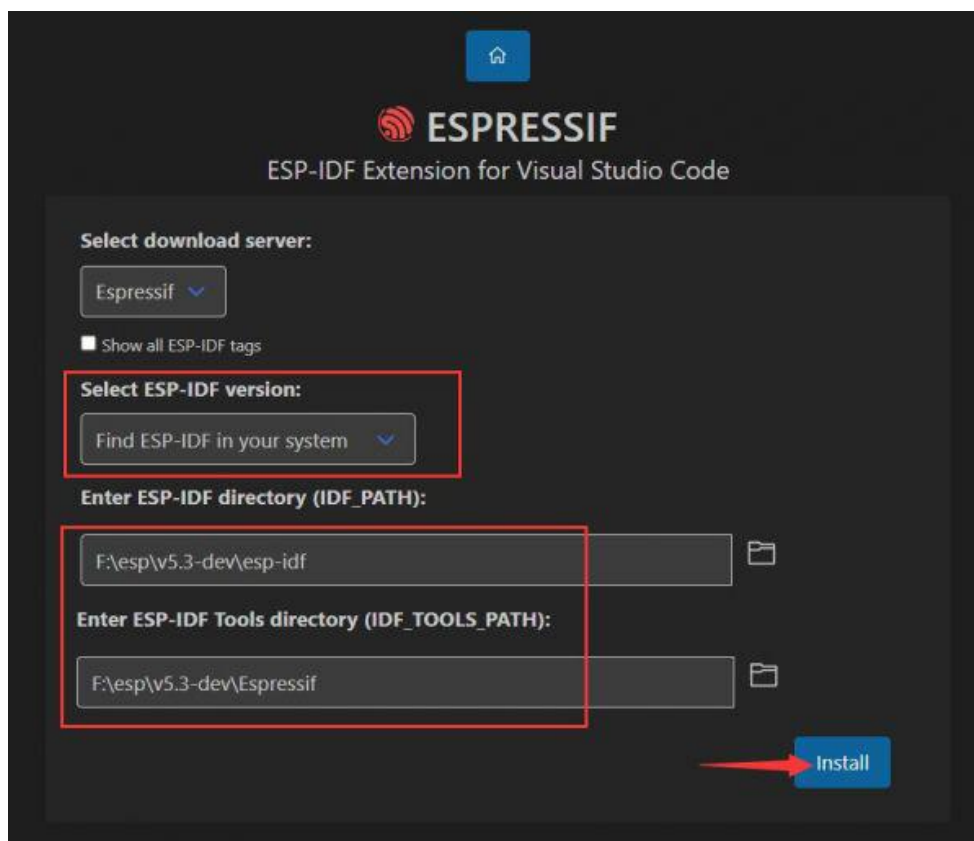 ESPRESSIF
ESP-IDF Extension for Visual Studio Code
Select download server:
Espressif
Show all ESP-IDF tags
Select ESP-IDF version:
Find ESP-IDF in your system
Enter ESP-IDF directory (IDF_PATH):
F:\esp\v5.3-dev\esp-idf
Enter ESP-IDF Tools directory (IDF_TOOLS_PATH):
F:\esp\v5.3-dev\Espressif
Install